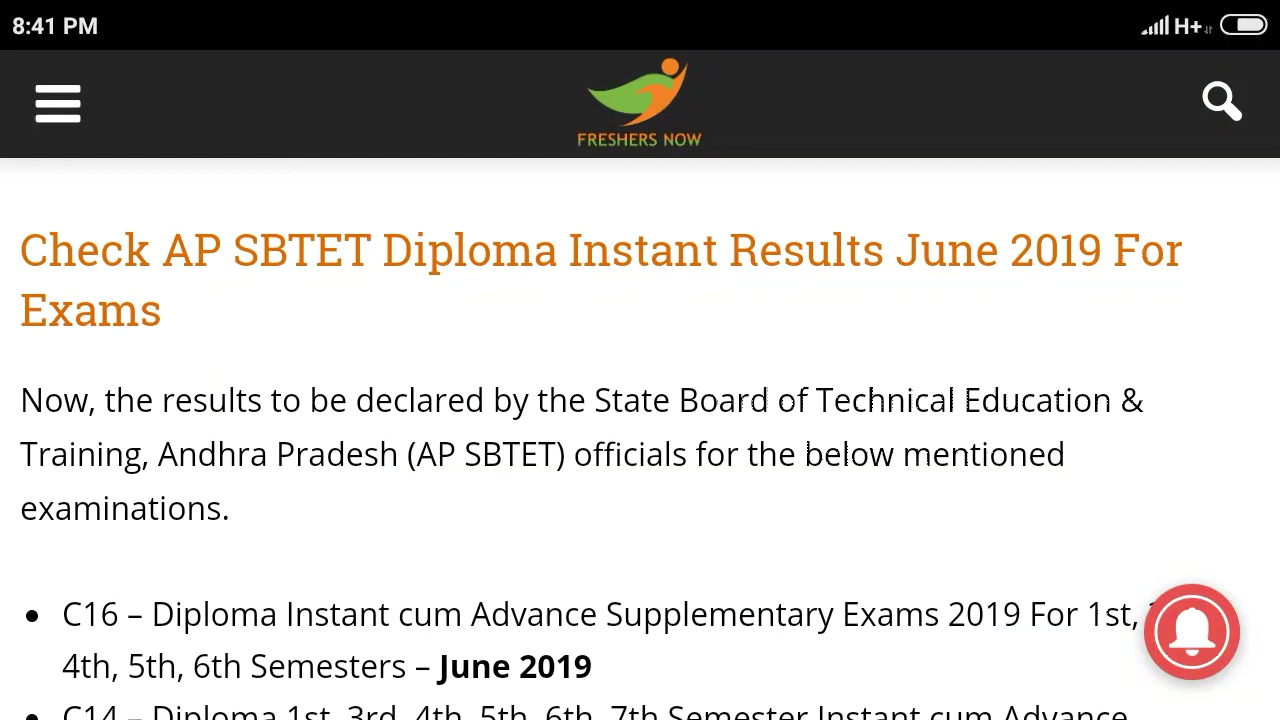 8:41 PM
H+
FRESHERS NOW
Check AP SBTET Diploma Instant Results June 2019 For
Exams
Now, the results to be declared by the State Board of Technical Education &
Training, Andhra Pradesh (AP SBTET) officials for the below mentioned
examinations.
• C16 – Diploma Instant cum Advance Supplementary Exams 2019 For 1st,
4th, 5th, 6th Semesters – June 2019
• C14 – Diploma 1st, 3rd, 4th, 5th, 6th, 7th Semester Instant cum Advance